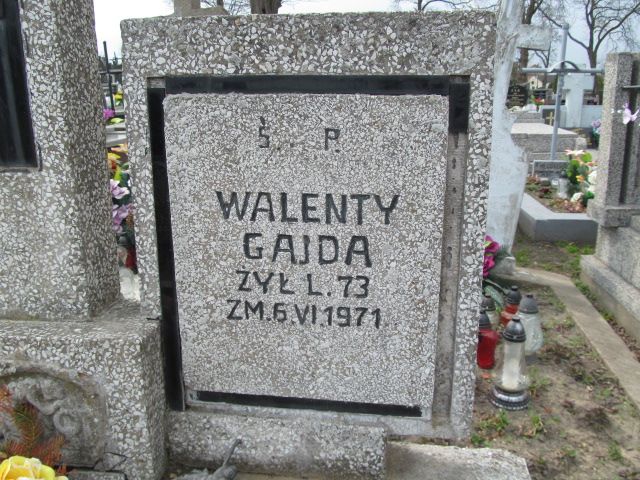 Ś. P.
WALENTY
GAJDA
ŻYŁ L. 73
ZM. 6.VI.1971